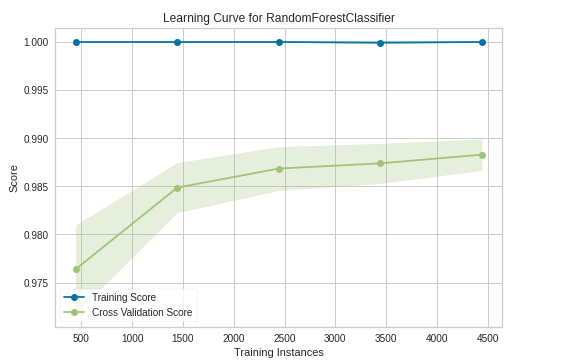 Learning Curve for RandomForestClassifier
1.000
0.995
0.990
0.985
0.980
0.975
Score
Training Score
Cross Validation Score
500 1000 1500 2000 2500 3000 3500 4000 4500
Training Instances